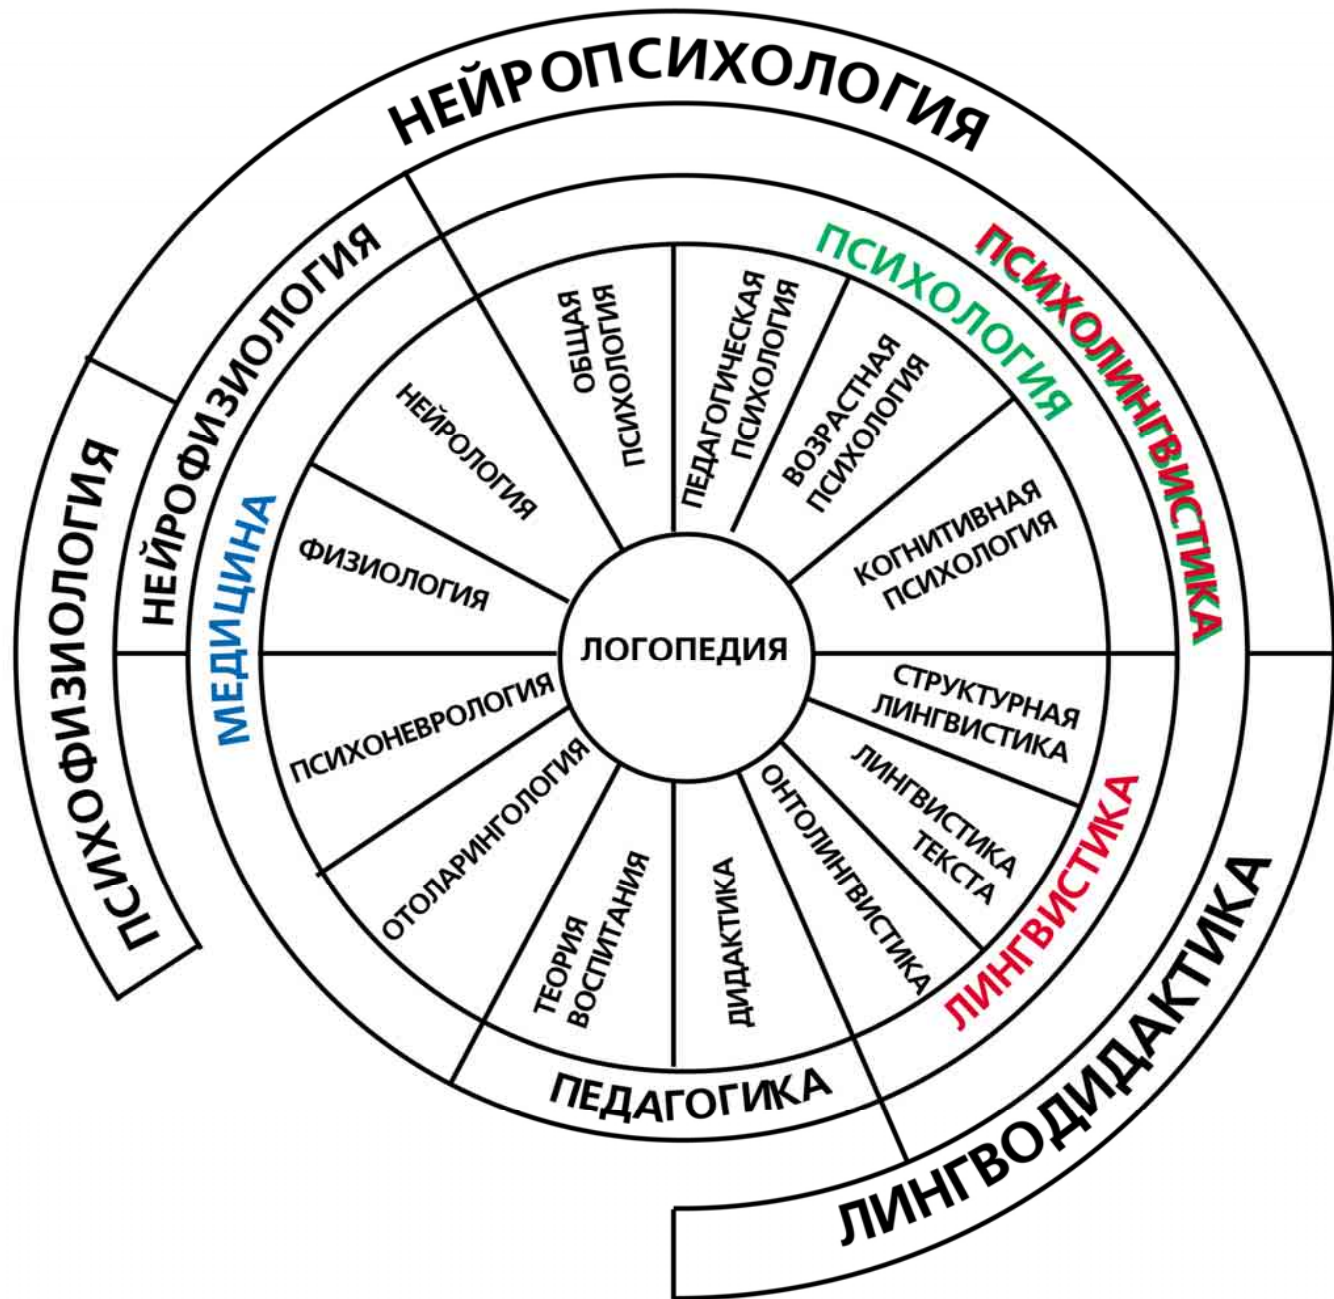 НЕЙРОПСИХОЛОГИЯ
ПСИХОЛИНГВИСТИКА
ПСИХОЛОГИЯ
НЕЙРОФИЗИОЛОГИЯ
ПСИХОФИЗИОЛОГИЯ
МЕДИЦИНА
НЕЙРОЛОГИЯ
ФИЗИОЛОГИЯ
ПСИХОНЕВРОЛОГИЯ
ОТОЛАРИНГОЛОГИЯ
ОБЩАЯ
ПСИХОЛОГИЯ
ПЕДАГОГИЧЕСКАЯ
ПСИХОЛОГИЯ
ВОЗРАСТНАЯ
ПСИХОЛОГИЯ
КОГНИТИВНАЯ
ПСИХОЛОГИЯ
ЛОГОПЕДИЯ
СТРУКТУРНАЯ
ЛИНГВИСТИКА
ЛИНГВИСТИКА
ТЕКСТА
ОНТОЛИНГВИСТИКА
ДИДАКТИКА
ТЕОРИЯ
ВОСПИТАНИЯ
ПЕДАГОГИКА
ЛИНГВИСТИКА
ЛИНГВОДИДАКТИКА